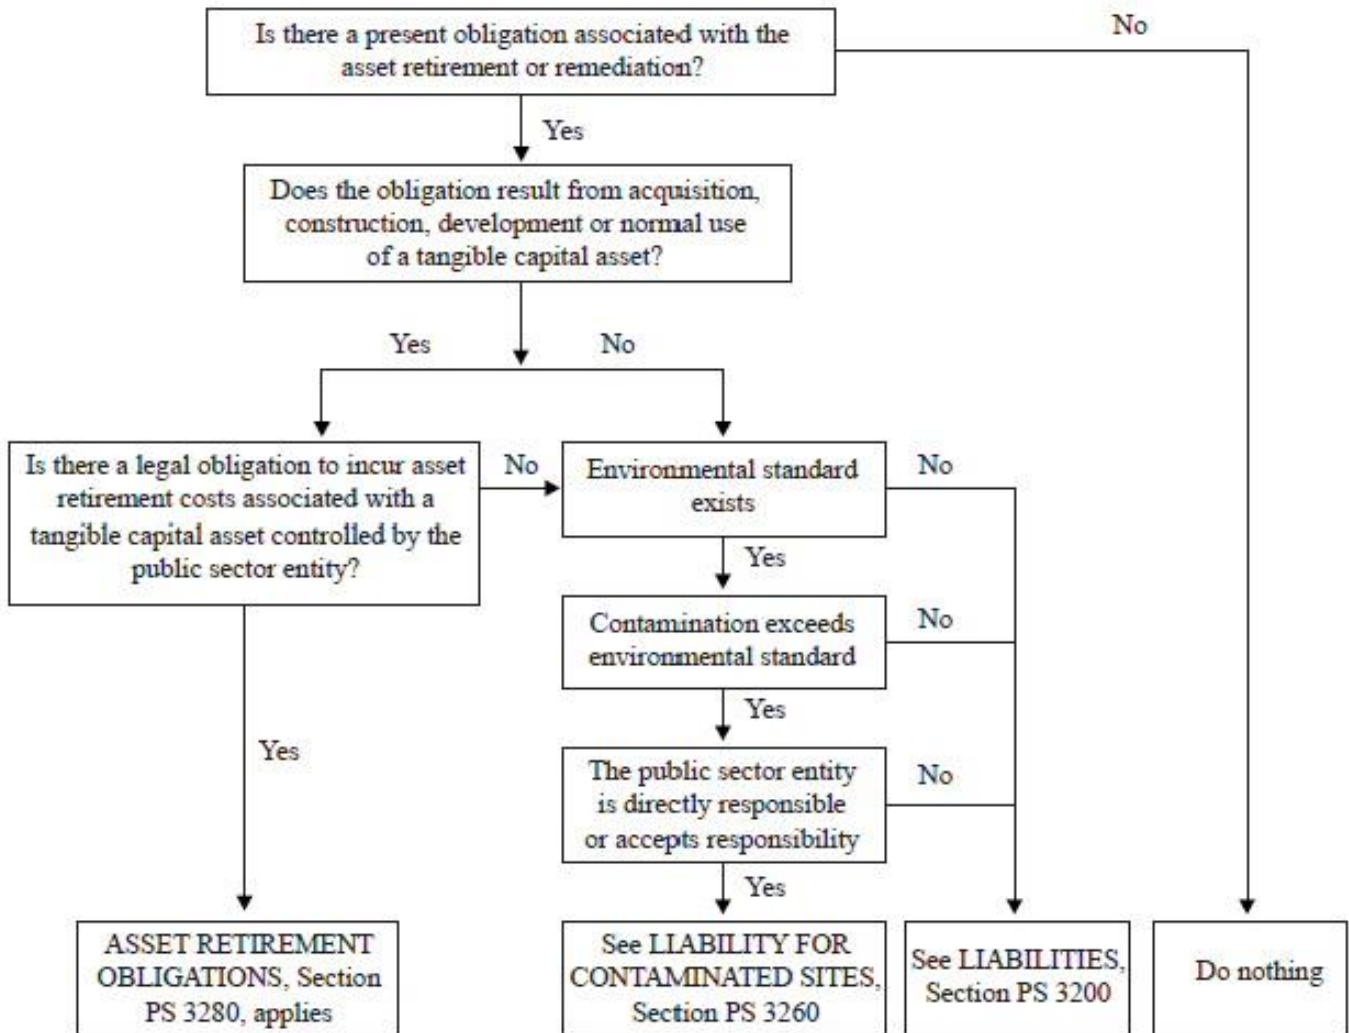 Is there a present obligation associated with the
asset retirement or remediation?
No
Yes
Does the obligation result from acquisition,
construction, development or normal use
of a tangible capital asset?
Yes
No
Is there a legal obligation to incur asset
retirement costs associated with a
tangible capital asset controlled by the
public sector entity?
No
Environmental standard
exists
No
Yes
Contamination exceeds
environmental standard
No
Yes
Yes
The public sector entity
is directly responsible
or accepts responsibility
No
Yes
ASSET RETIREMENT
OBLIGATIONS, Section
PS 3280, applies
See LIABILITY FOR
CONTAMINATED SITES,
Section PS 3260
See LIABILITIES,
Section PS 3200
Do nothing